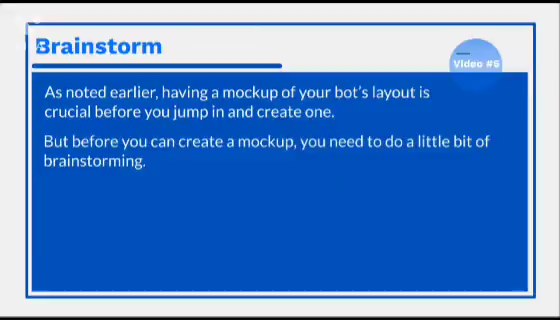 Brainstorm
Video #6
As noted earlier, having a mockup of your bot's layout is
crucial before you jump in and create one.
But before you can create a mockup, you need to do a little bit of
brainstorming.